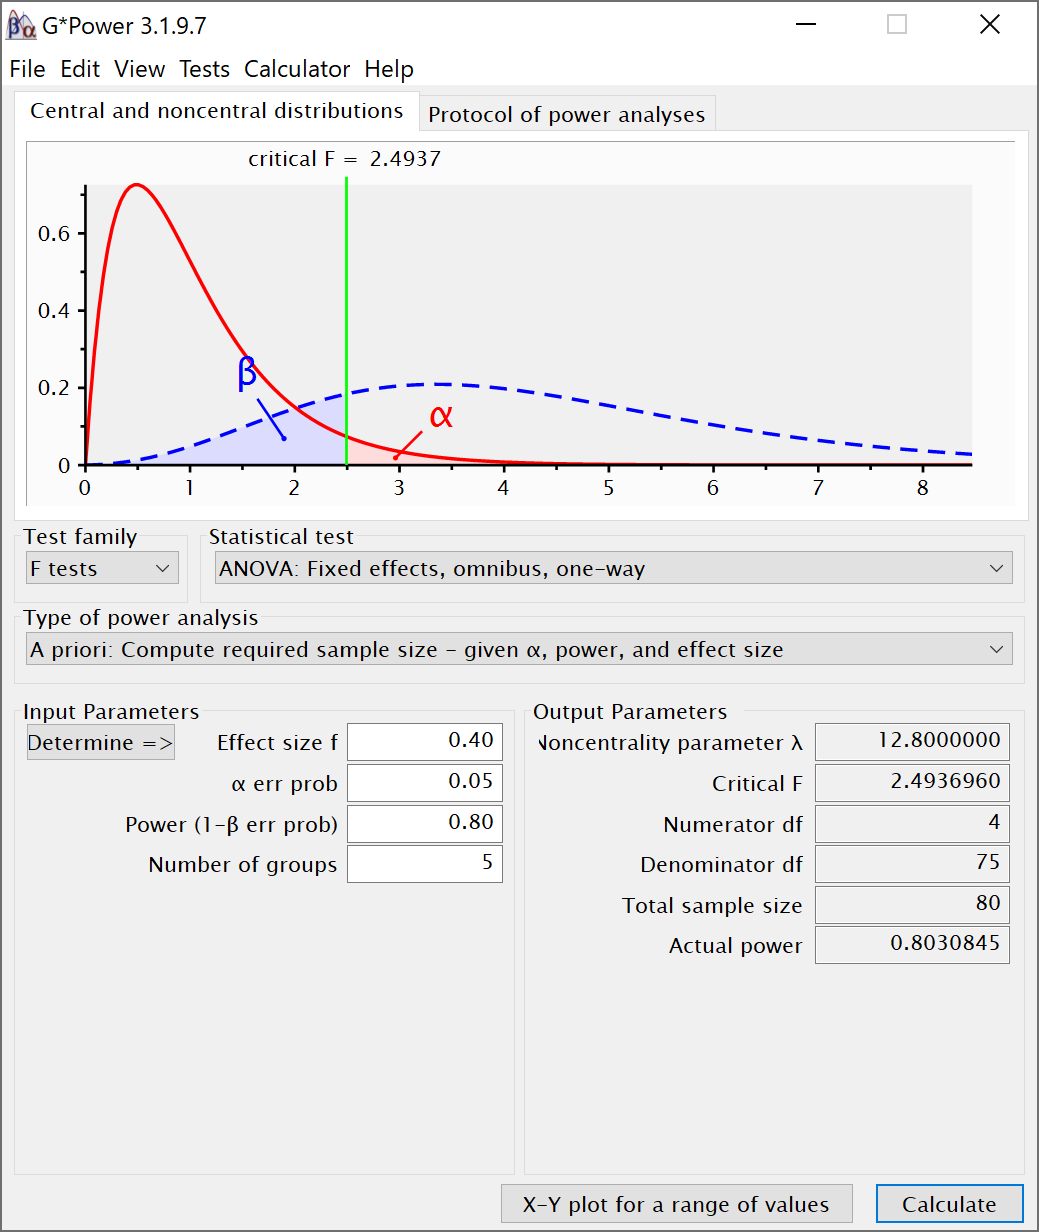 G*Power 3.1.9.7
File Edit View Tests Calculator Help
Central and noncentral distributions Protocol of power analyses
critical F = 2.4937
0.6
0.4
0.2
0
β
α
0 1 2 3 4 5 6 7 8
Test family Statistical test
F tests ANOVA: Fixed effects, omnibus, one-way
Type of power analysis
A priori: Compute required sample size - given α, power, and effect size
Input Parameters Output Parameters
Determine => Effect size f 0.40 Noncentrality parameter λ 12.8000000
α err prob 0.05 Critical F 2.4936960
Power (1-β err prob) 0.80 Numerator df 4
Number of groups 5 Denominator df 75
Total sample size 80
Actual power 0.8030845
X-Y plot for a range of values Calculate